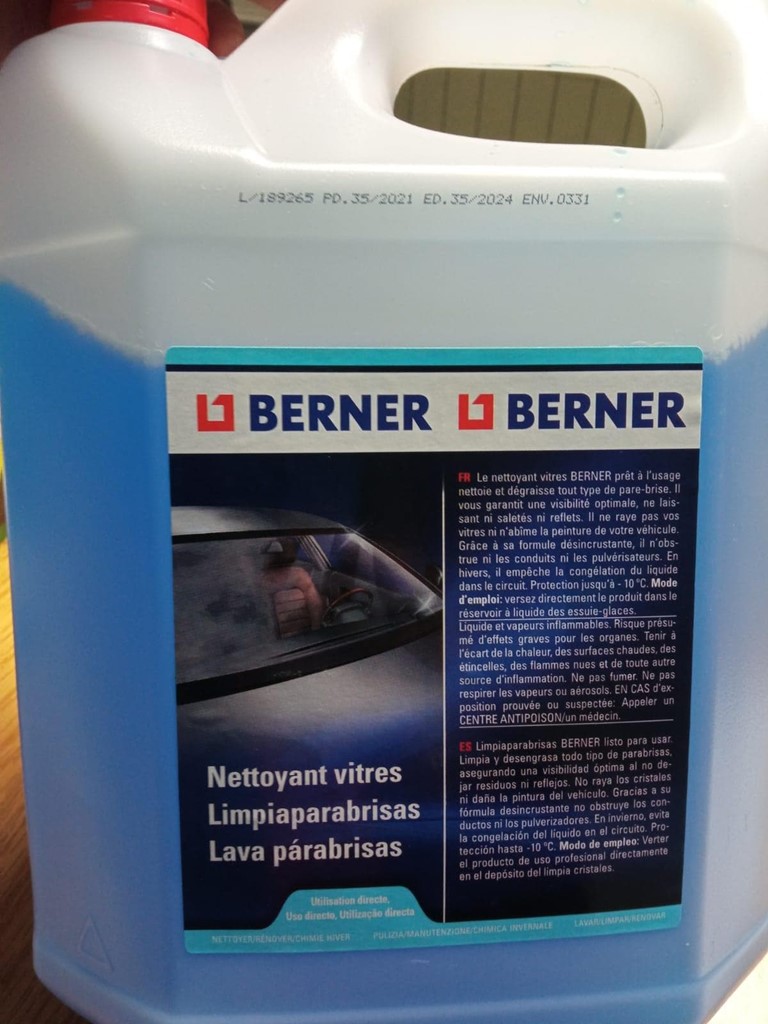 L/189265 PD.35/2021 ED.35/2024 ENV.0331
BERNER BERNER
FR Le nettoyant vitres BERNER prêt à l'usage
nettoie et dégraisse tout type de pare-brise. Il
vous garantit une visibilité optimale, ne lais-
sant ni saletés ni reflets. Il ne raye pas vos
vitres ni n'abîme la peinture de votre véhicule.
Grâce à sa formule désincrustante, il n'obs-
true ni les conduits ni les pulvérisateurs. En
hivers, il empêche la congélation du líquide
dans le circuit. Protection jusqu'à - 10 °C. Mode
d'emploi: versez directement le produit dans le
réservoir à liquide des essuie-glaces.
Liquide et vapeurs inflammables. Risque présu-
mé d'effets graves pour les organes. Tenir à
l'écart de la chaleur, des surfaces chaudes, des
étincelles, des flammes nues et de toute autre
source d'inflammation. Ne pas fumer. Ne pas
respirer les vapeurs ou aérosols. EN CAS d'ex-
position prouvée ou suspectée: Appeler un
CENTRE ANTIPOISON/un médecin.
ES Limpiaparabrisas BERNER listo para usar.
Limpia y desengrasa todo tipo de parabrisas,
asegurando una visibilidad óptima al no de-
jar residuos ni reflejos. No raya los cristales
ni daña la pintura del vehículo. Gracias a su
fórmula desincrustante no obstruye los con-
ductos ni los pulverizadores. En invierno, evita
la congelación del líquido en el circuito. Pro-
tección hasta -10 °C. Modo de empleo: Verter
el producto de uso profesional directamente
en el depósito del limpia cristales.
Nettoyant vitres
Limpiaparabrisas
Lava párabrisas
Utilisation directe,
Uso directo, Utilização directa
NETTOYER/RENOVER/CHIMIE HIVER PULIZIA/MANUTENZIONE/CHIMICA INVERNALE LAVAR/LIMPAR/RENOVAR